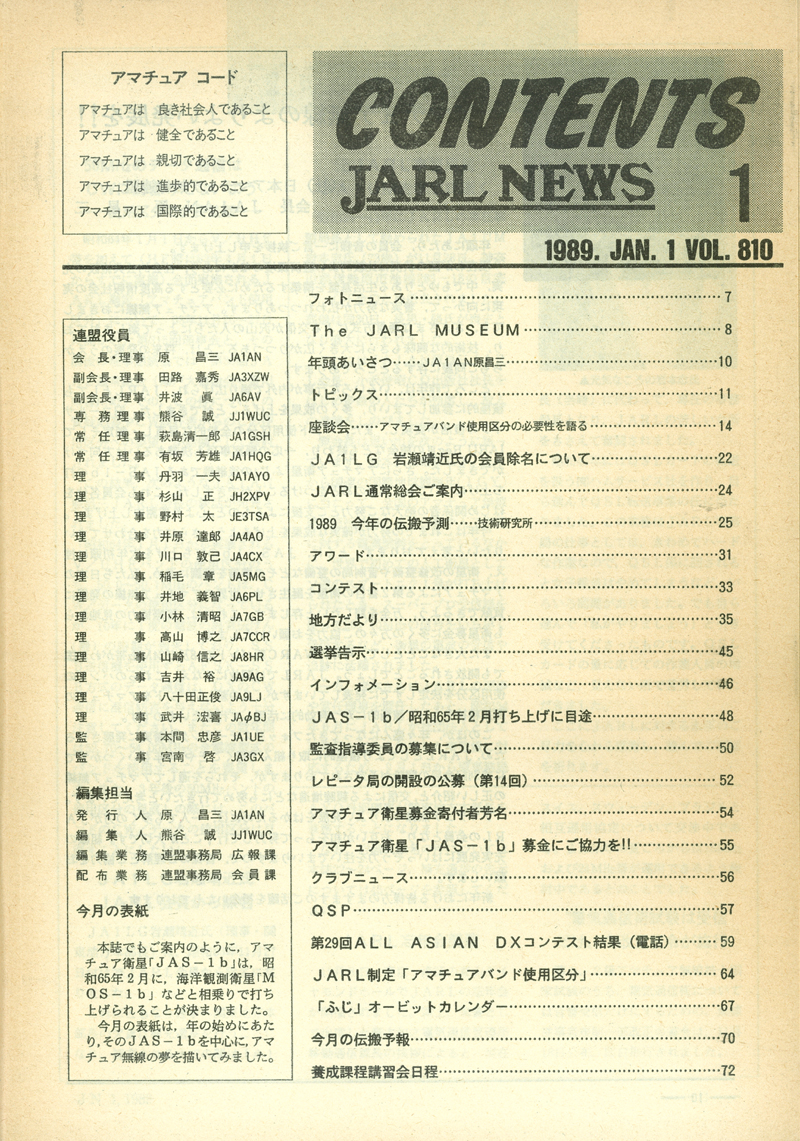 アマチュア コード
アマチュアは 良き社会人であること
アマチュアは 健全であること
アマチュアは 親切であること
アマチュアは 進歩的であること
アマチュアは 国際的であること
CONTENTS
JARL NEWS 1
1989. JAN. 1 VOL. 810
連盟役員
会長・理事 原 昌三 JA1AN
副会長・理事 田路 嘉秀 JA3XZW
副会長・理事 井波 眞 JA6AV
専務理事 熊谷 誠 JJ1WUC
常任理事 萩島清一郎 JA1GSH
常任理事 有坂 芳雄 JA1HQG
理事 丹羽 一夫 JA1AYO
理事 杉山 正 JH2XPV
理事 野村 太 JE3TSA
理事 井原 達郎 JA4AO
理事 川口 敦己 JA4CX
理事 稲毛 章 JA5MG
理事 井地 義智 JA6PL
理事 小林 清昭 JA7GB
理事 高山 博之 JA7CCR
理事 山崎 信之 JA8HR
理事 吉井 裕 JA9AG
理事 八十田正俊 JA9LJ
理事 武井 浤喜 JAφBJ
監事 本間 忠彦 JA1UE
監事 宮南 啓 JA3GX
編集担当
発行人 原 昌三 JA1AN
編集人 熊谷 誠 JJ1WUC
編集業務 連盟事務局 広報課
配布業務 連盟事務局 会員課
今月の表紙
本誌でもご案内のように，アマ
チュア衛星「JAS－1b」は，昭
和65年2月に，海洋観測衛星「M
OS－1b」などと相乗りで打ち
上げられることが決まりました。
今月の表紙は，年の始めにあた
り，そのJAS－1bを中心に，アマ
チュア無線の夢を描いてみました。
フォトニュース……7
The JARL MUSEUM……8
年頭あいさつ……JA1AN原昌三……10
トピックス……11
座談会……アマチュアバンド使用区分の必要性を語る……14
JA1LG 岩瀬靖近氏の会員除名について……22
JARL通常総会ご案内……24
1989 今年の伝搬予測……技術研究所……25
アワード……31
コンテスト……33
地方だより……35
選挙告示……45
インフォメーション……46
JAS－1b／昭和65年2月打ち上げに目途……48
監査指導委員の募集について……50
レピータ局の開設の公募（第14回）……52
アマチュア衛星募金寄付者芳名……54
アマチュア衛星「JAS－1b」募金にご協力を!!……55
クラブニュース……56
QSP……57
第29回ALL ASIAN DXコンテスト結果（電話）……59
JARL制定「アマチュアバンド使用区分」……64
「ふじ」オービットカレンダー……67
今月の伝搬予報……70
養成課程講習会日程……72